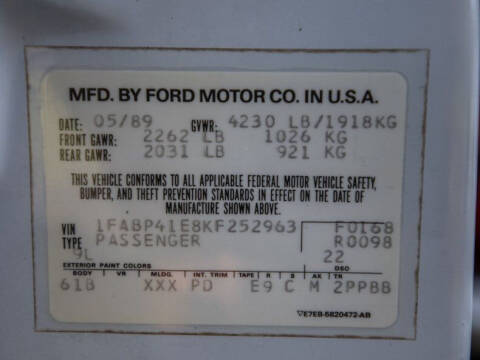 MFD. BY FORD MOTOR CO. IN U.S.A.
DATE: 05/89 GVWR: 4230 LB/1918KG
FRONT GAWR: 2262 LB 1026 KG
REAR GAWR: 2031 LB 921 KG
THIS VEHICLE CONFORMS TO ALL APPLICABLE FEDERAL MOTOR VEHICLE SAFETY,
BUMPER, AND THEFT PREVENTION STANDARDS IN EFFECT ON THE DATE OF
MANUFACTURE SHOWN ABOVE.
VIN 1FABP41E8KF252963 F0168
TYPE PASSENGER R0098
9L 22
EXTERIOR PAINT COLORS DSO
BODY VR MLDG INT. TRIM TAPE R S AX TR
61B XXX PD E9 C M 2PPBB
E7EB-5820472-AB